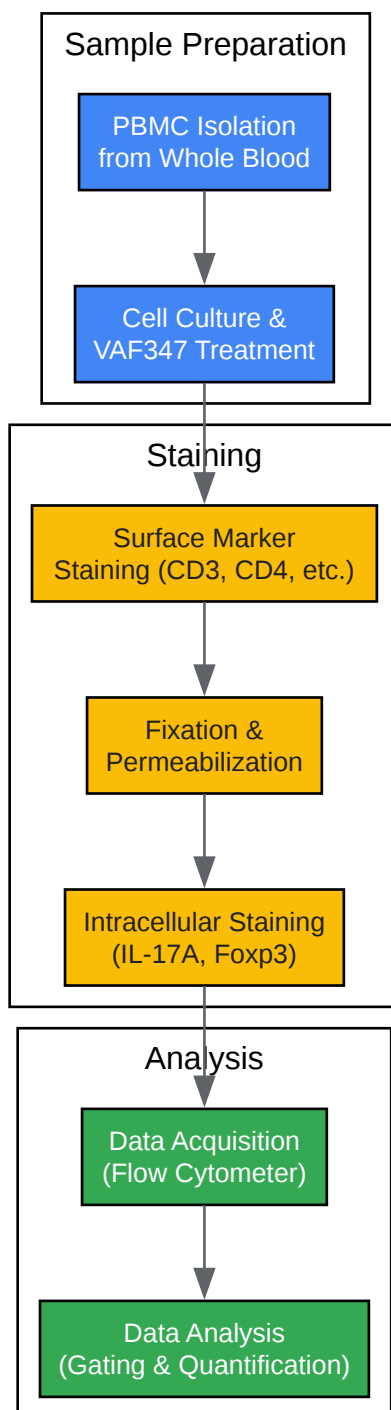 Sample Preparation
PBMC Isolation
from Whole Blood
Cell Culture &
VAF347 Treatment
Staining
Surface Marker
Staining (CD3, CD4, etc.)
Fixation &
Permeabilization
Intracellular Staining
(IL-17A, Foxp3)
Analysis
Data Acquisition
(Flow Cytometer)
Data Analysis
(Gating & Quantification)